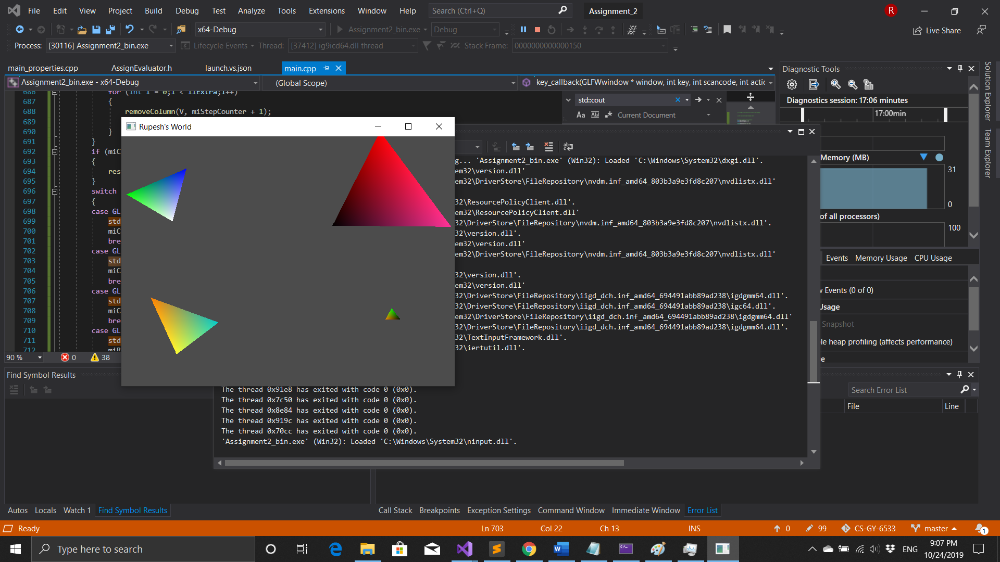 File Edit View Project Build Debug Test Analyze Tools Extensions Window Help Search (Ctrl+Q) Assignment_2 R
x64-Debug Assignment2_bin.exe Debug Live Share
Process: [30116] Assignment2_bin.exe Lifecycle Events Thread: [37412] ig9icd64.dll thread Stack Frame: 0000000000000150
main_properties.cpp AssignEvaluator.h launch.vs.json main.cpp
Assignment2_bin.exe - x64-Debug (Global Scope) key_callback(GLFWwindow * window, int key, int scancode, int actic
686 for (int i = 0;i < liExtra;i++)
687 {
688 removeColumn(V, miStepCounter + 1);
689
690 }
691 }
692 if (miC
693 {
694 res
695 }
696 switch
697 {
698 case GL
699 std
700 miC
701 bre
702 case GL
703 std
704 miC
705 bre
706 case GL
707 std
708 miC
709 bre
710 case GL
711 std
712 miR
90 % 0 38
std::cout
Aa Ab Current Document
Rupesh's World
g... 'Assignment2_bin.exe' (Win32): Loaded 'C:\Windows\System32\dxgi.dll'.
em32\version.dll'
em32\DriverStore\FileRepository\nvdm.inf_amd64_803b3a9e3fd8c207\nvdlistx.dll'
32\ResourcePolicyClient.dll'.
em32\ResourcePolicyClient.dll'
32\DriverStore\FileRepository\nvdm.inf_amd64_803b3a9e3fd8c207\nvdlistx.dll'.
32\version.dll'.
em32\version.dll'
em32\DriverStore\FileRepository\nvdm.inf_amd64_803b3a9e3fd8c207\nvdlistx.dll'
32\version.dll'.
em32\version.dll'
32\DriverStore\FileRepository\iigd_dch.inf_amd64_694491abb89ad238\igdgmm64.dll'.
32\DriverStore\FileRepository\iigd_dch.inf_amd64_694491abb89ad238\igc64.dll'.
em32\DriverStore\FileRepository\iigd_dch.inf_amd64_694491abb89ad238\igdgmm64.dll'
32\DriverStore\FileRepository\iigd_dch.inf_amd64_694491abb89ad238\igdgmm64.dll'.
32\TextInputFramework.dll'.
32\iertutil.dll'.
The thread 0x91e8 has exited with code 0 (0x0).
The thread 0x7c50 has exited with code 0 (0x0).
The thread 0x8e84 has exited with code 0 (0x0).
The thread 0x919c has exited with code 0 (0x0).
The thread 0x70cc has exited with code 0 (0x0).
'Assignment2_bin.exe' (Win32): Loaded 'C:\Windows\System32\ninput.dll'.
Diagnostic Tools
Diagnostics session: 17:06 minutes
17:00min
Memory (MB)
31
0
of all processors)
100
Events Memory Usage CPU Usage
w Events (0 of 0)
Usage
Snapshot
le heap profiling (affects performance)
e
Solution Explorer
Team Explorer
Find Symbol Results
Search Error List
File Line
Autos Locals Watch 1 Find Symbol Results
Call Stack Breakpoints Exception Settings Command Window Immediate Window Error List
Ready Ln 703 Col 22 Ch 13 INS 0 99 CS-GY-6533 master 1
Type here to search
ENG 9:07 PM
10/24/2019